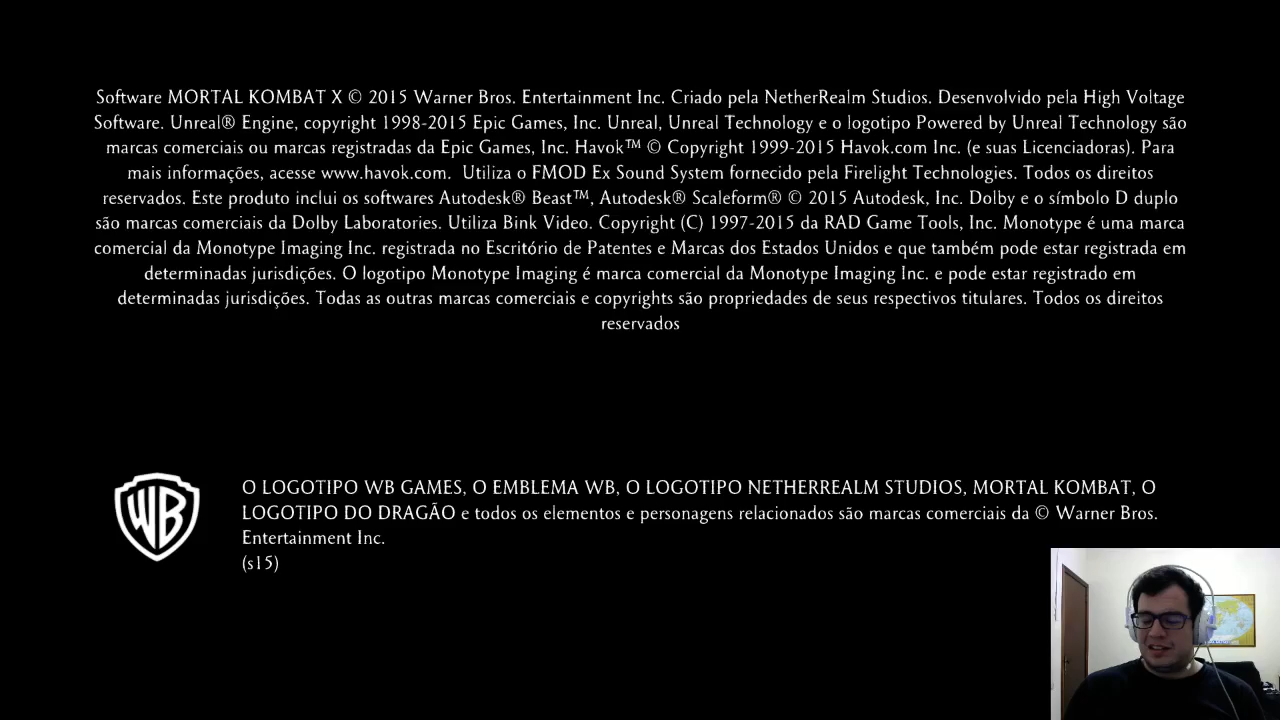 Software MORTAL KOMBAT X © 2015 Warner Bros. Entertainment Inc. Criado pela NetherRealm Studios. Desenvolvido pela High Voltage
Software. Unreal® Engine, copyright 1998-2015 Epic Games, Inc. Unreal, Unreal Technology e o logotipo Powered by Unreal Technology são
marcas comerciais ou marcas registradas da Epic Games, Inc. Havok™ © Copyright 1999-2015 Havok.com Inc. (e suas Licenciadoras). Para
mais informações, acesse www.havok.com. Utiliza o FMOD Ex Sound System fornecido pela Firelight Technologies. Todos os direitos
reservados. Este produto inclui os softwares Autodesk® Beast™, Autodesk® Scaleform® © 2015 Autodesk, Inc. Dolby e o símbolo D duplo
são marcas comerciais da Dolby Laboratories. Utiliza Bink Video. Copyright (C) 1997-2015 da RAD Game Tools, Inc. Monotype é uma marca
comercial da Monotype Imaging Inc. registrada no Escritório de Patentes e Marcas dos Estados Unidos e que também pode estar registrada em
determinadas jurisdições. O logotipo Monotype Imaging é marca comercial da Monotype Imaging Inc. e pode estar registrado em
determinadas jurisdições. Todas as outras marcas comerciais e copyrights são propriedades de seus respectivos titulares. Todos os direitos
reservados
WB
O LOGOTIPO WB GAMES, O EMBLEMA WB, O LOGOTIPO NETHERREALM STUDIOS, MORTAL KOMBAT, O
LOGOTIPO DO DRAGÃO e todos os elementos e personagens relacionados são marcas comerciais da © Warner Bros.
Entertainment Inc.
(s15)